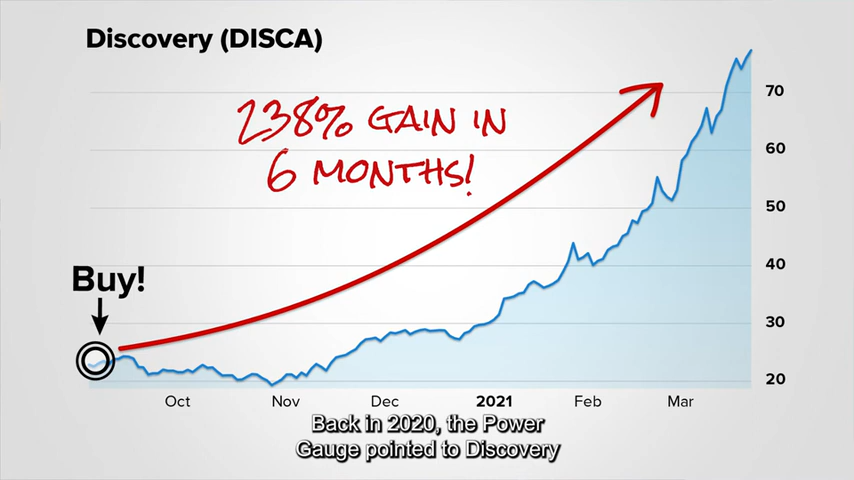 Discovery (DISCA)
238% GAIN IN
6 MONTHS!
Buy!
70
60
50
40
30
20
Oct Nov Dec 2021 Feb Mar
Back in 2020, the Power
Gauge pointed to Discovery